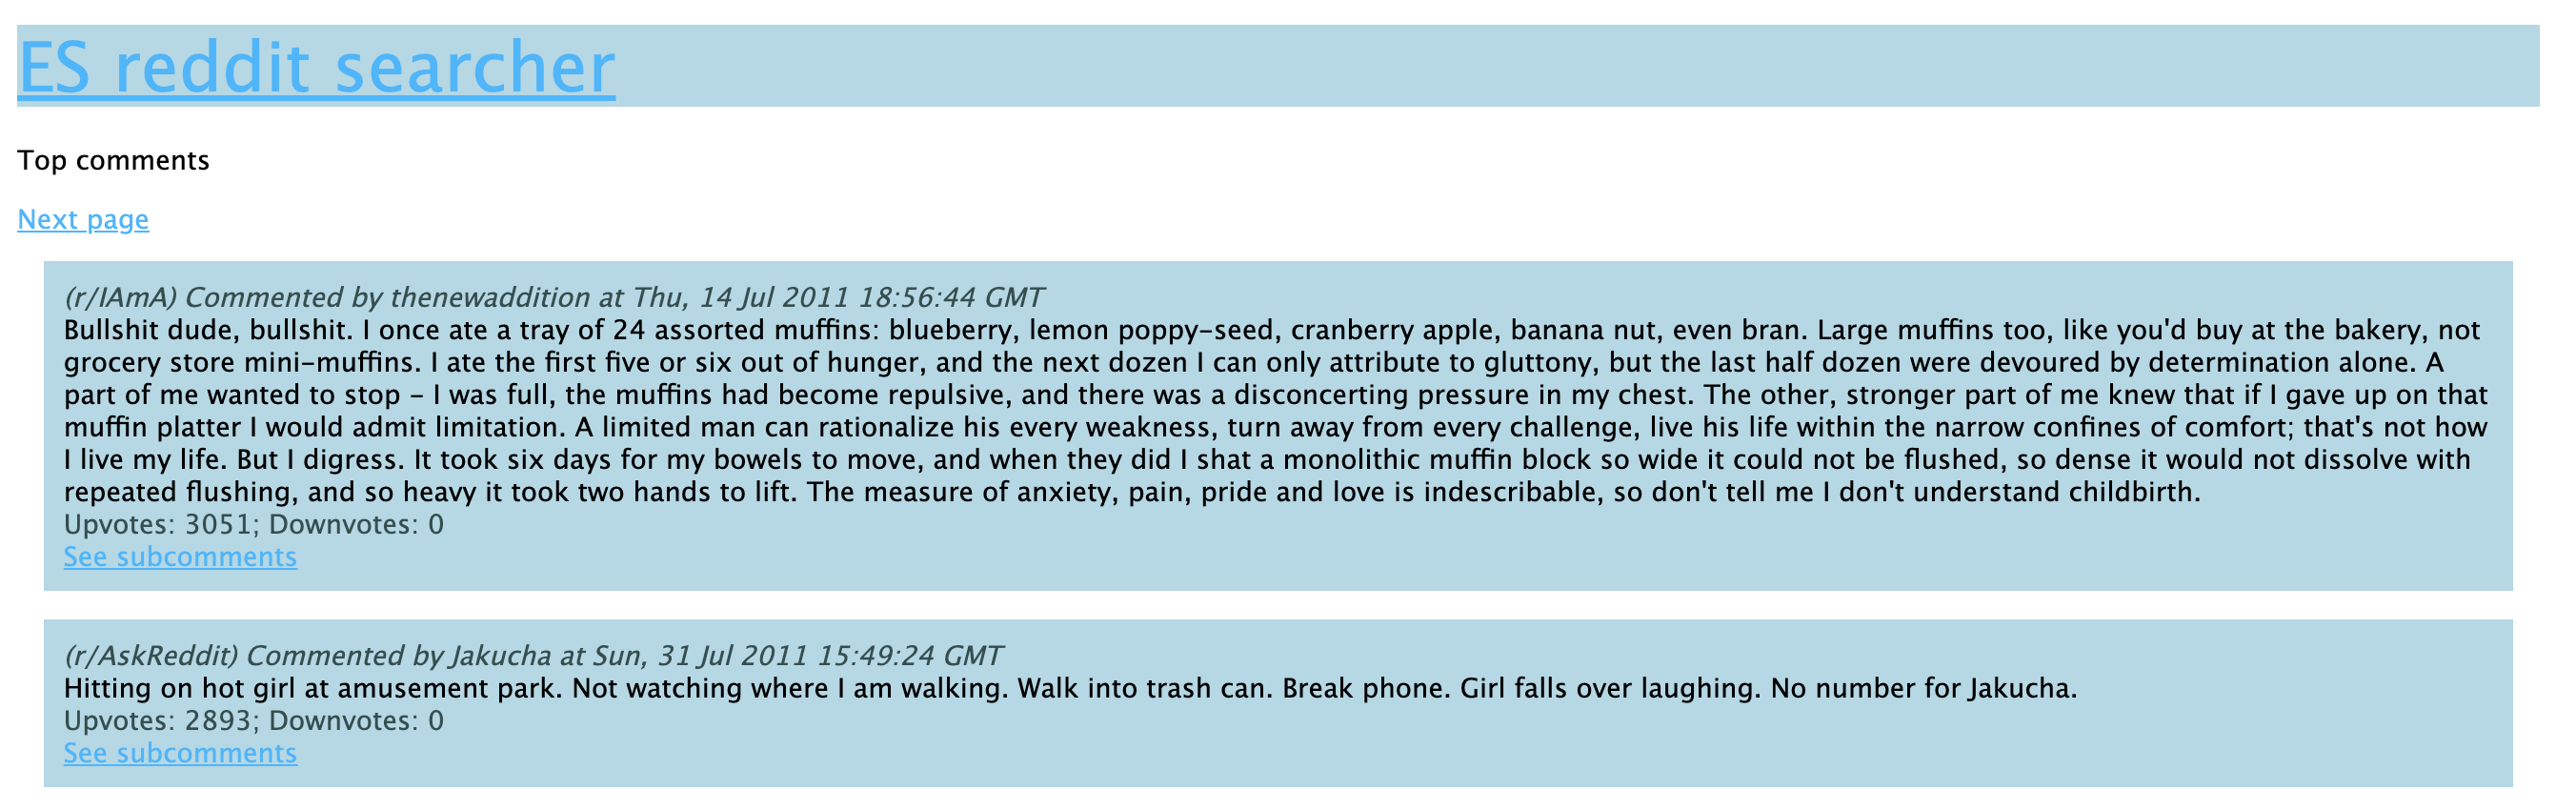 ES reddit searcher
Top comments
Next page
(r/IAmA) Commented by thenewaddition at Thu, 14 Jul 2011 18:56:44 GMT
Bullshit dude, bullshit. I once ate a tray of 24 assorted muffins: blueberry, lemon poppy-seed, cranberry apple, banana nut, even bran. Large muffins too, like you'd buy at the bakery, not
grocery store mini-muffins. I ate the first five or six out of hunger, and the next dozen I can only attribute to gluttony, but the last half dozen were devoured by determination alone. A
part of me wanted to stop - I was full, the muffins had become repulsive, and there was a disconcerting pressure in my chest. The other, stronger part of me knew that if I gave up on that
muffin platter I would admit limitation. A limited man can rationalize his every weakness, turn away from every challenge, live his life within the narrow confines of comfort; that's not how
I live my life. But I digress. It took six days for my bowels to move, and when they did I shat a monolithic muffin block so wide it could not be flushed, so dense it would not dissolve with
repeated flushing, and so heavy it took two hands to lift. The measure of anxiety, pain, pride and love is indescribable, so don't tell me I don't understand childbirth.
Upvotes: 3051; Downvotes: 0
See subcomments
(r/AskReddit) Commented by Jakucha at Sun, 31 Jul 2011 15:49:24 GMT
Hitting on hot girl at amusement park. Not watching where I am walking. Walk into trash can. Break phone. Girl falls over laughing. No number for Jakucha.
Upvotes: 2893; Downvotes: 0
See subcomments